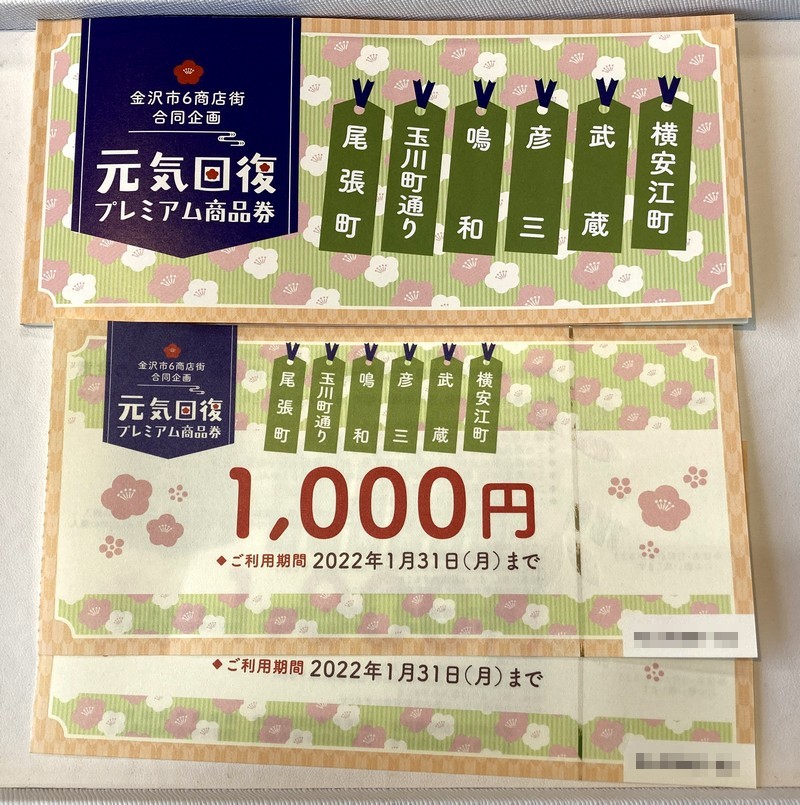 金沢市6商店街
合同企画
元気回復
プレミアム商品券
尾張町
玉川町通り
鳴和
彦三
武蔵
横安江町
金沢市6商店街
合同企画
元気回復
プレミアム商品券
尾張町
玉川町通り
鳴和
彦三
武蔵
横安江町
1,000円
◆ご利用期間 2022年1月31日(月)まで
◆ご利用期間 2022年1月31日(月)まで